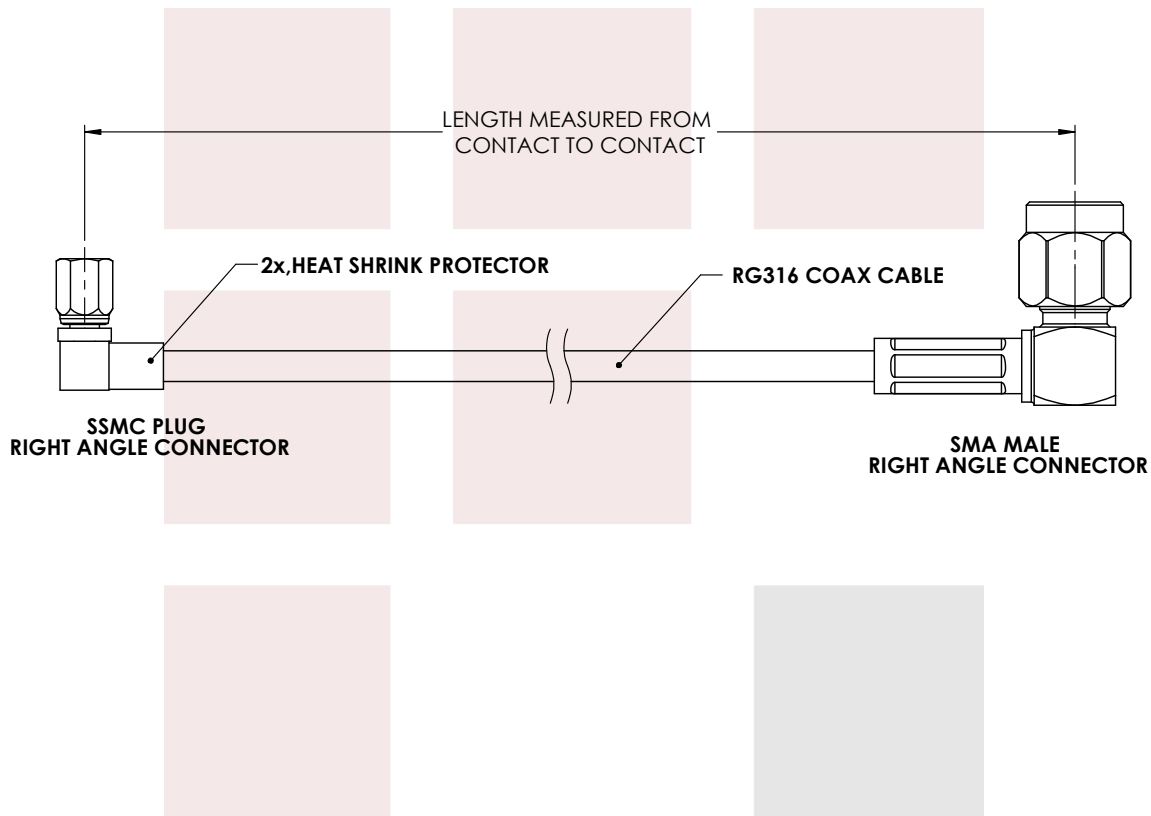 LENGTH MEASURED FROM
CONTACT TO CONTACT
2x,HEAT SHRINK PROTECTOR
RG316 COAX CABLE
SSMC PLUG
RIGHT ANGLE CONNECTOR
SMA MALE
RIGHT ANGLE CONNECTOR